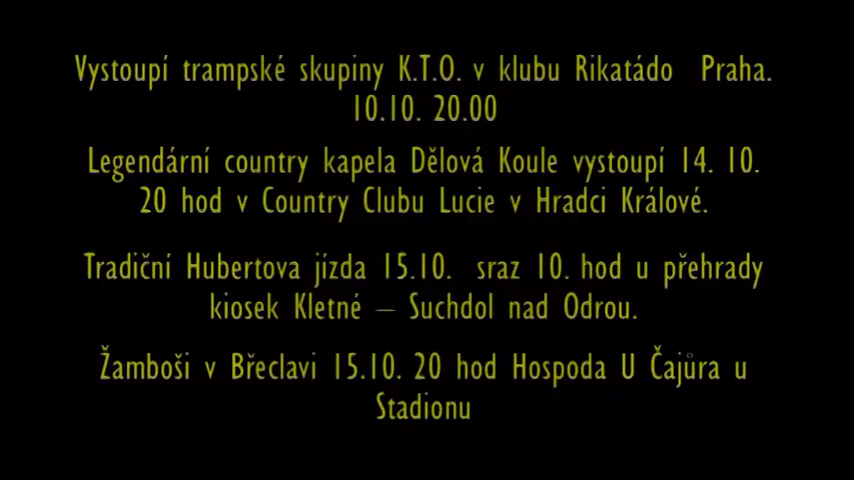 Vystoupí trampské skupiny K.T.O. v klubu Rikatádo Praha.
10.10. 20.00
Legendární country kapela Dělová Koule vystoupí 14. 10.
20 hod v Country Clubu Lucie v Hradci Králové.
Tradiční Hubertova jízda 15.10. sraz 10. hod u přehrady
kiosek Kletné – Suchdol nad Odrou.
Žamboši v Břeclavi 15.10. 20 hod Hospoda U Čajůra u
Stadionu